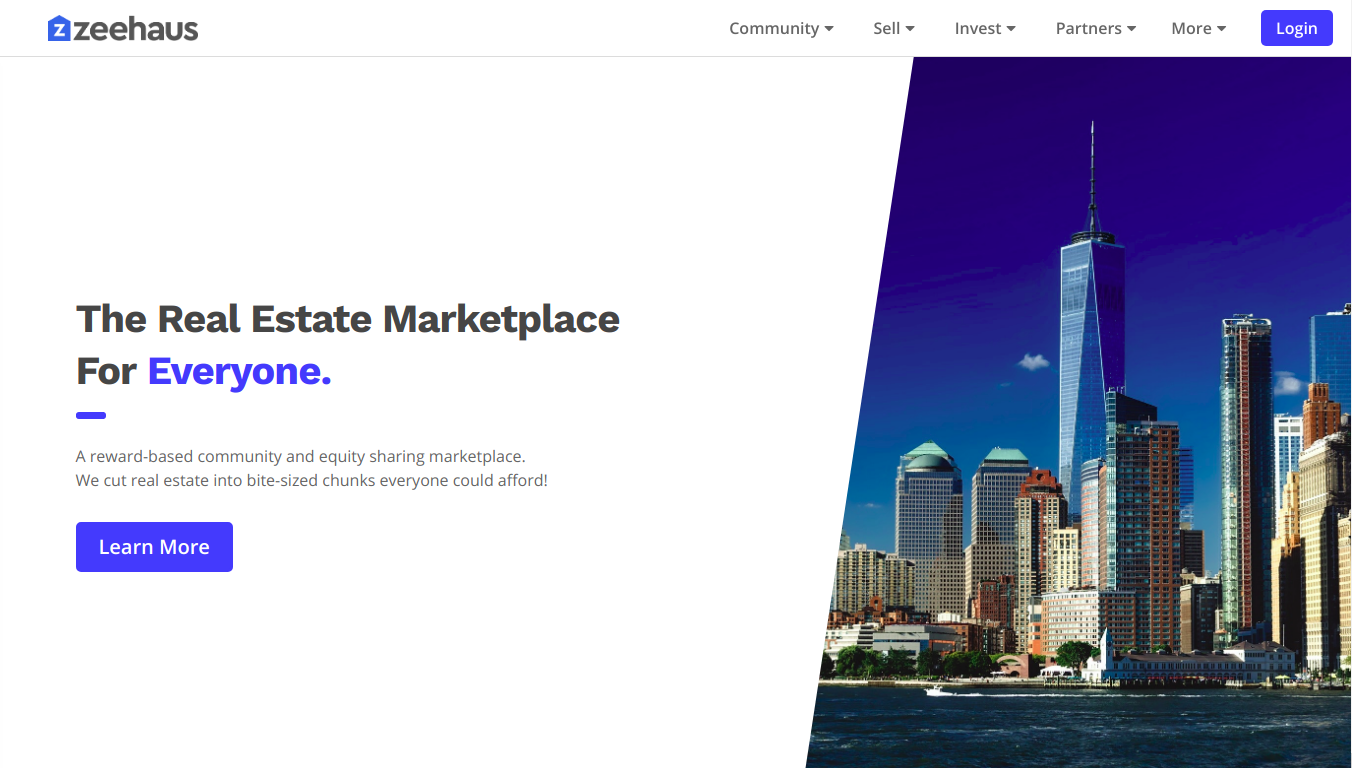 zeehaus
Community Sell Invest Partners More Login
The Real Estate Marketplace
For Everyone.
A reward-based community and equity sharing marketplace.
We cut real estate into bite-sized chunks everyone could afford!
Learn More